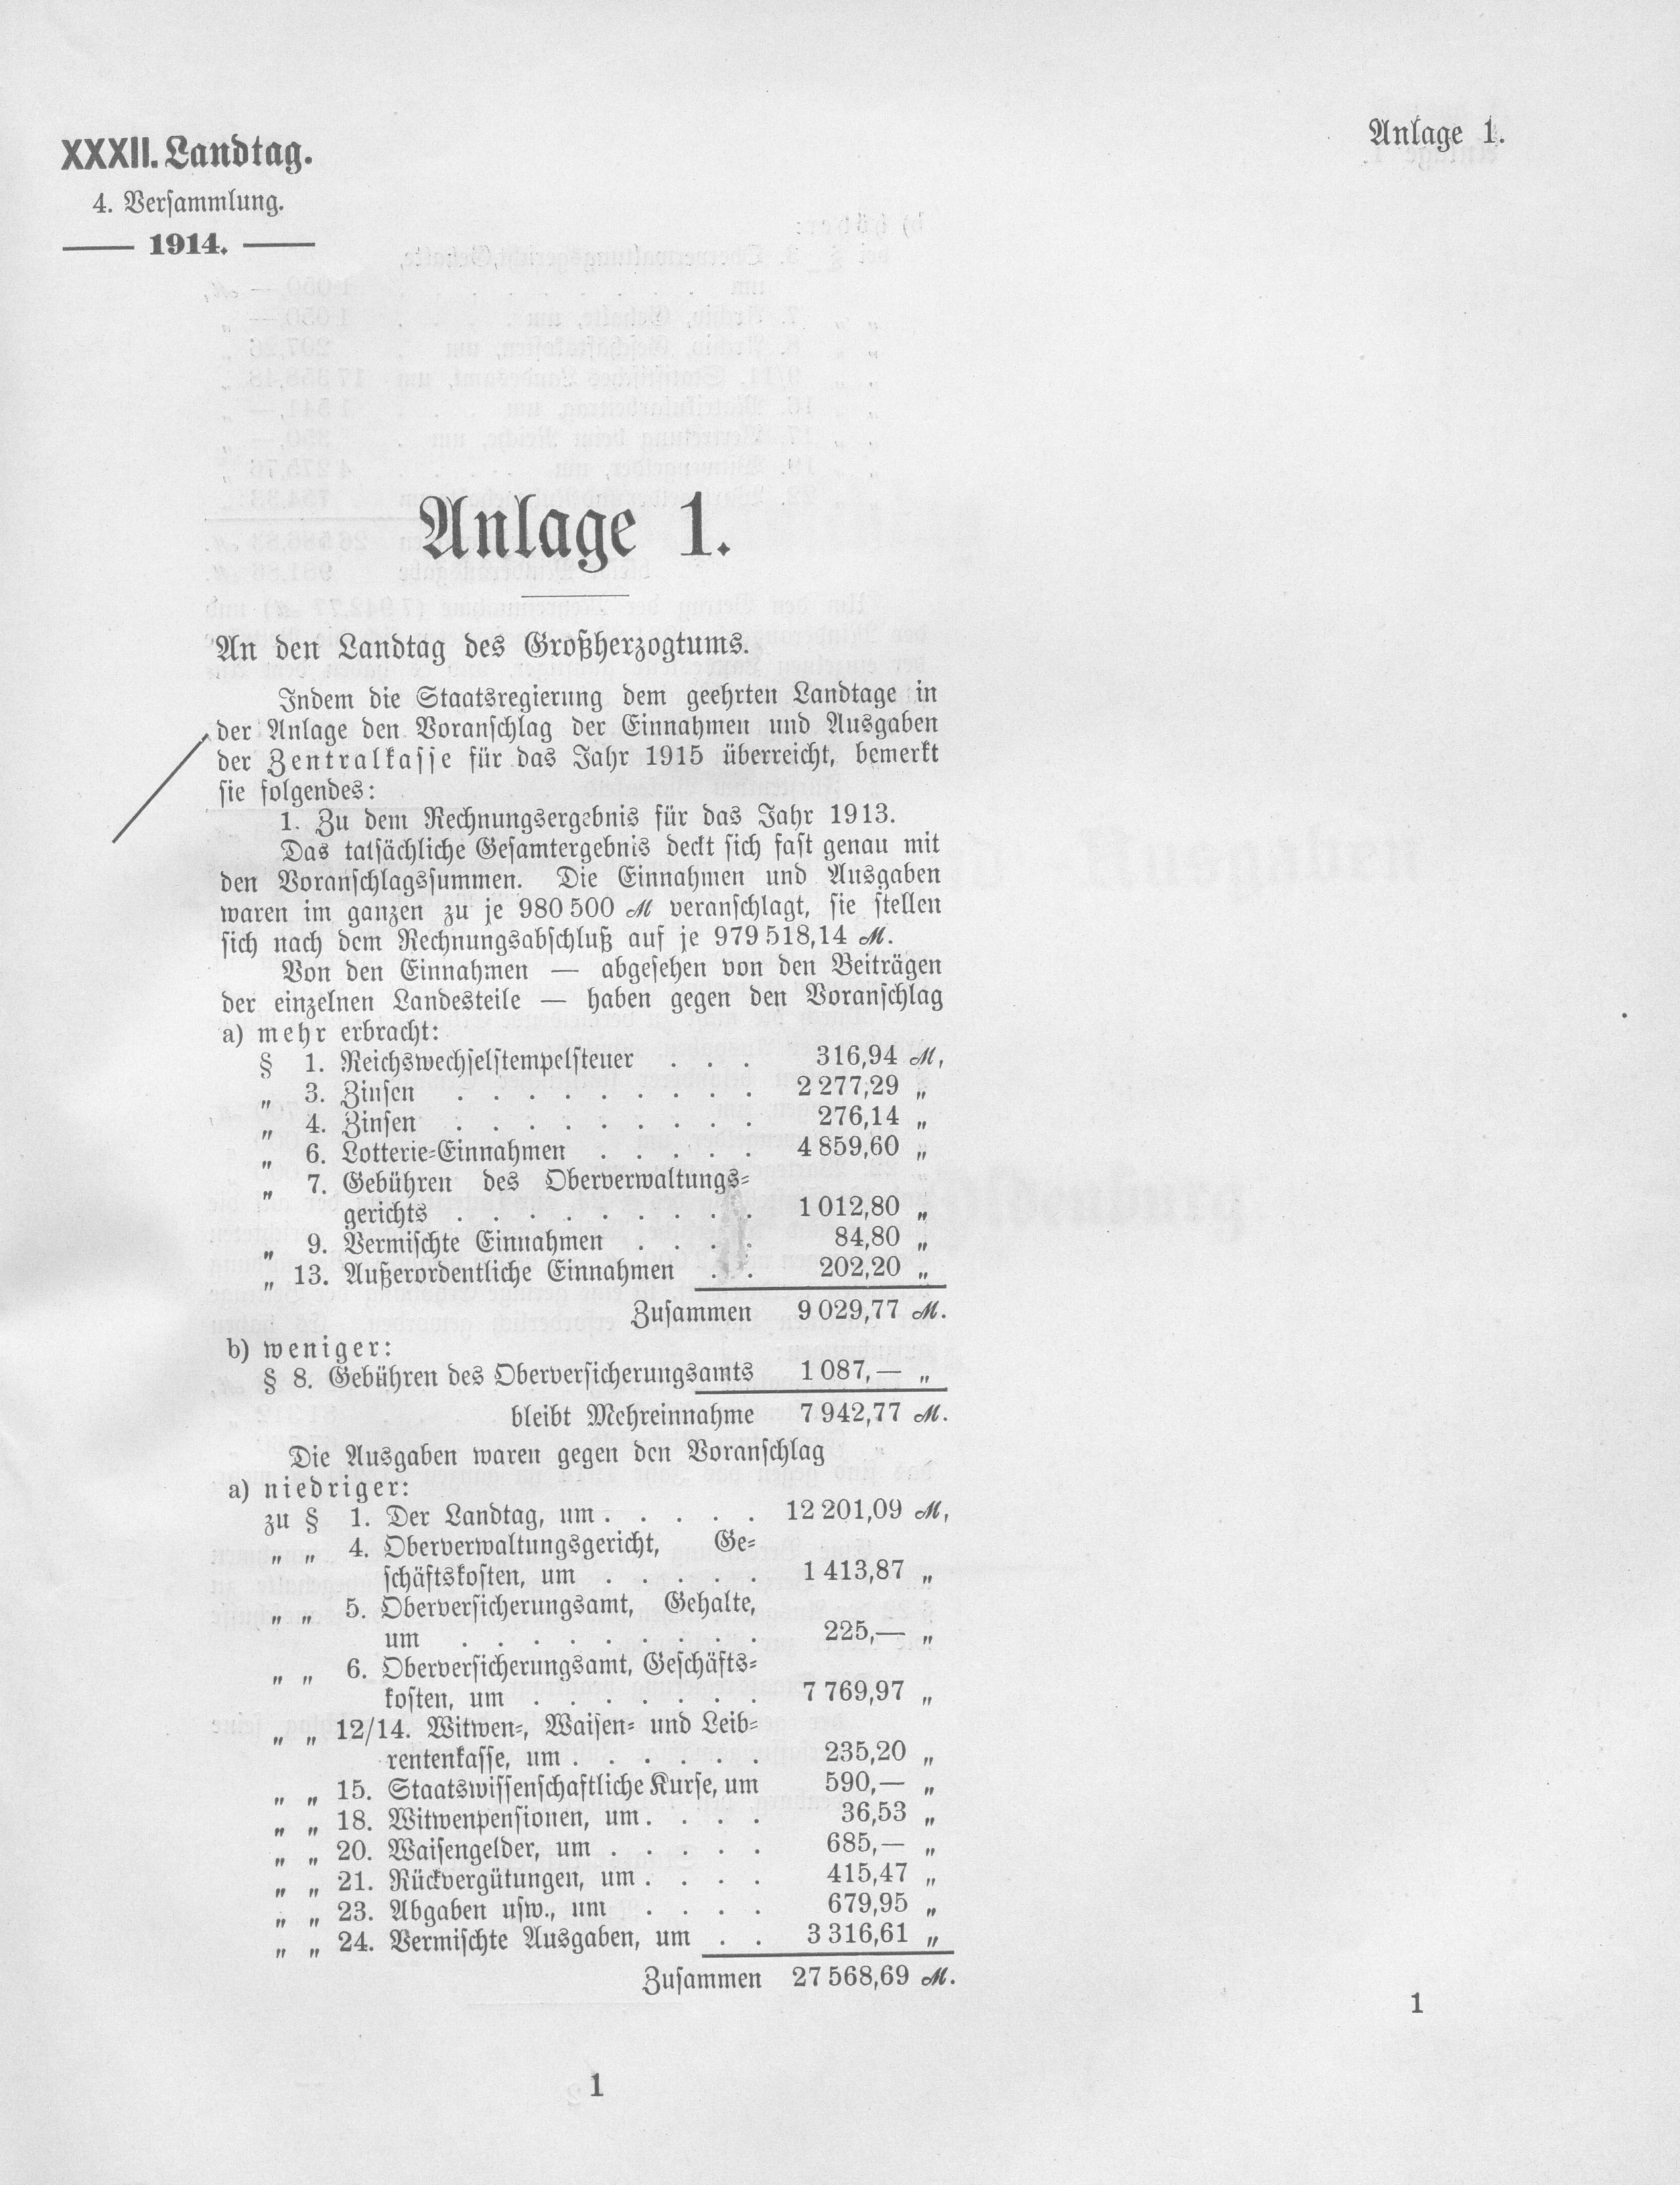 XXXII. Landtag.
4. Versammlung.
1914.
Anlage 1.
Anlage 1.
An den Landtag des Großherzogtums.
Indem die Staatsregierung dem geehrten Landtage in
der Anlage den Voranschlag der Einnahmen und Ausgaben
der Zentralkasse für das Jahr 1915 überreicht, bemerkt
sie folgendes:
1. Zu dem Rechnungsergebnis für das Jahr 1913.
Das tatsächliche Gesamtergebnis deckt sich fast genau mit
den Voranschlagssummen. Die Einnahmen und Ausgaben
waren im ganzen zu je 980 500 ℳ veranschlagt, sie stellen
sich nach dem Rechnungsabschluß auf je 979 518,14 ℳ.
Von den Einnahmen — abgesehen von den Beiträgen
der einzelnen Landesteile — haben gegen den Voranschlag
a) mehr erbracht:
§ 1. Reichswechselstempelsteuer . . . 316,94 ℳ,
„ 3. Zinsen . . . . . . . . . 2 277,29 „
„ 4. Zinsen . . . . . . . . . 276,14 „
„ 6. Lotterie-Einnahmen . . . . . 4 859,60 „
„ 7. Gebühren des Oberverwaltungs-
gerichts . . . . . . . . . 1 012,80 „
„ 9. Vermischte Einnahmen . . . . 84,80 „
„ 13. Außerordentliche Einnahmen . . 202,20 „
Zusammen 9 029,77 ℳ.
b) weniger:
§ 8. Gebühren des Oberversicherungsamts 1 087,— „
bleibt Mehreinnahme 7 942,77 ℳ.
Die Ausgaben waren gegen den Voranschlag
a) niedriger:
zu § 1. Der Landtag, um . . . . . 12 201,09 ℳ,
„ „ 4. Oberverwaltungsgericht, Ge-
schäftskosten, um . . . . . 1 413,87 „
„ „ 5. Oberversicherungsamt, Gehalte,
um . . . . . . . . . 225,— „
„ „ 6. Oberversicherungsamt, Geschäfts-
kosten, um . . . . . . . 7 769,97 „
„ „ 12/14. Witwen-, Waisen- und Leib-
rentenkasse, um . . . . . . 235,20 „
„ „ 15. Staatswissenschaftliche Kurse, um 590,— „
„ „ 18. Witwenpensionen, um . . . . 36,53 „
„ „ 20. Waisengelder, um . . . . . 685,— „
„ „ 21. Rückvergütungen, um . . . . 415,47 „
„ „ 23. Abgaben usw., um . . . . 679,95 „
„ „ 24. Vermischte Ausgaben, um . . 3 316,61 „
Zusammen 27 568,69 ℳ.
1
1